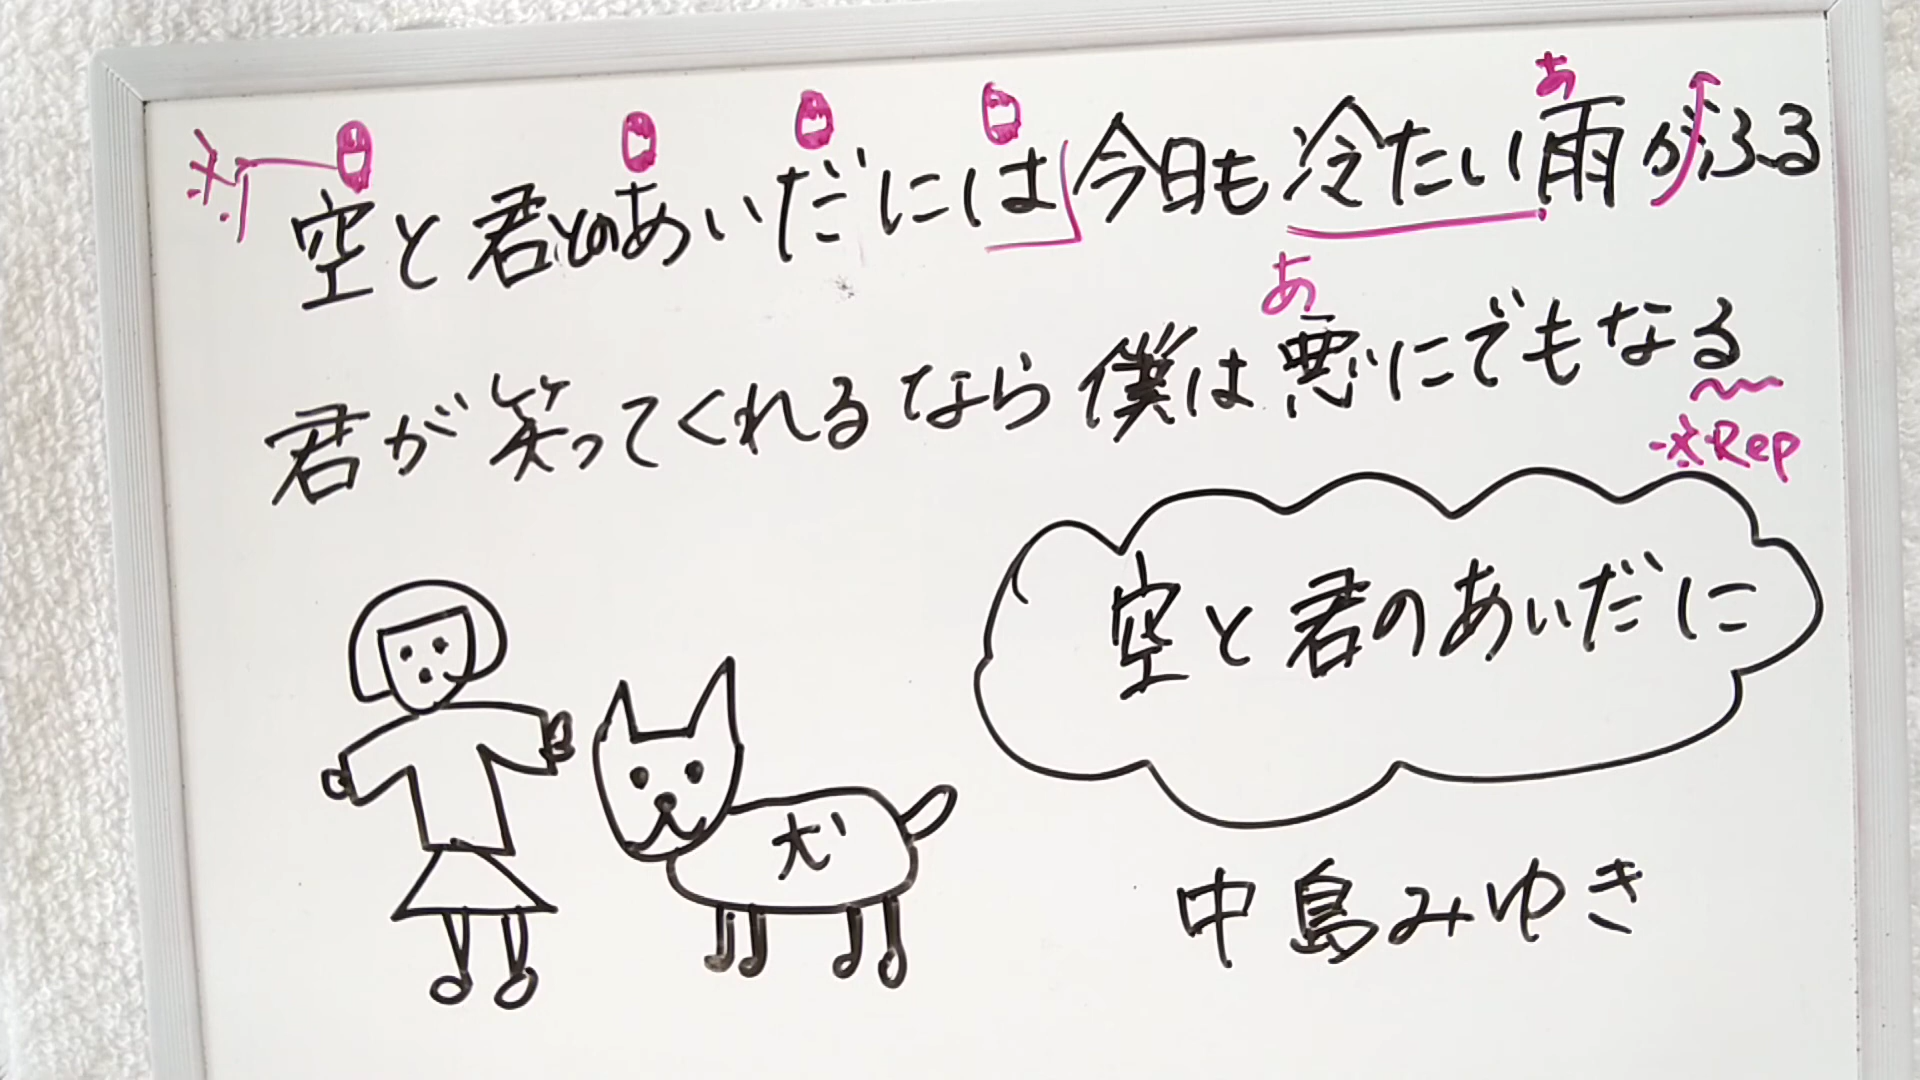 あ
空と君とのあいだには今日も冷たい雨がふる
あ
君が笑ってくれるなら僕は悪にでもなる
※Rep
空と君のあいだに
犬
中島みゆき